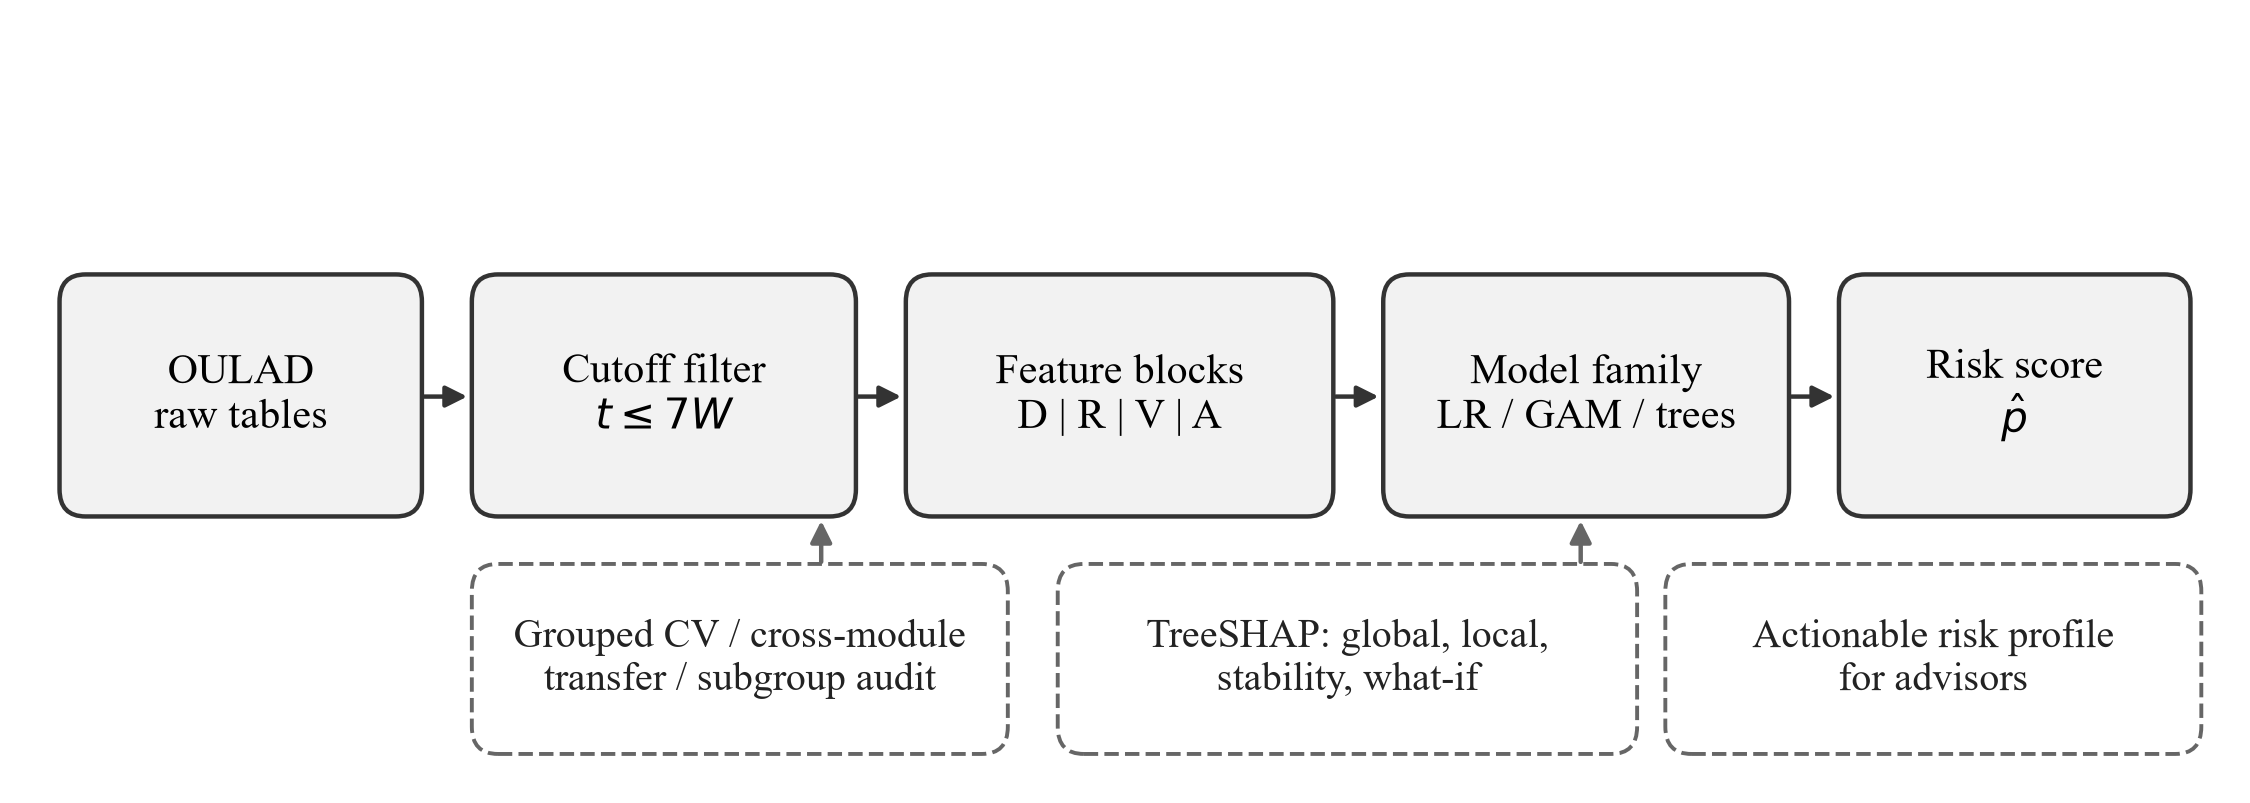 OULAD
raw tables
Cutoff filter
t ≤ 7W
Feature blocks
D | R | V | A
Model family
LR / GAM / trees
Risk score
p̂
Grouped CV / cross-module
transfer / subgroup audit
TreeSHAP: global, local,
stability, what-if
Actionable risk profile
for advisors